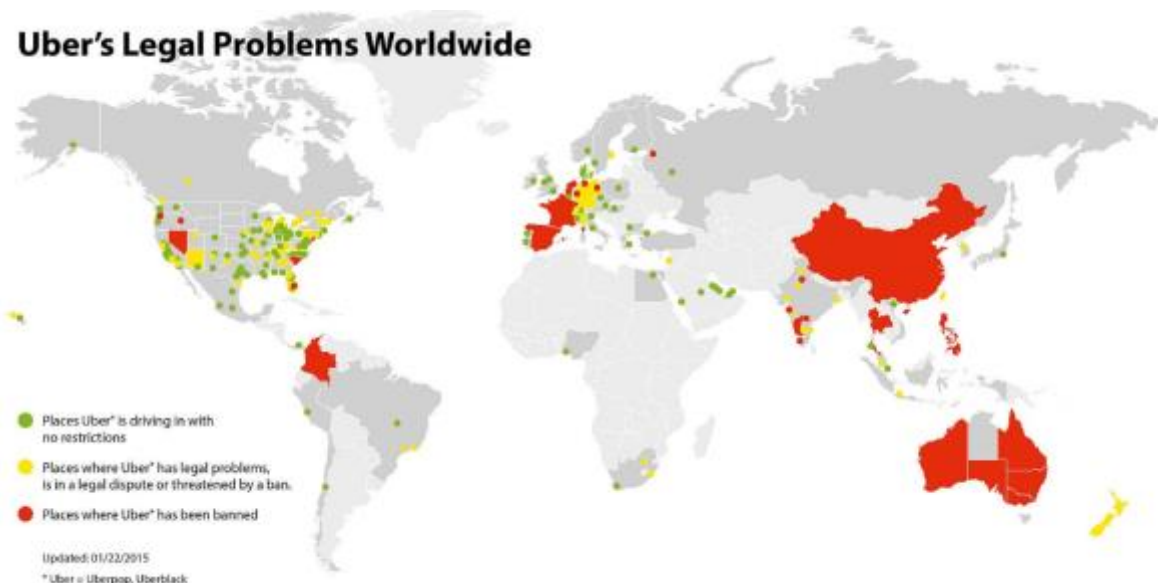 Uber's Legal Problems Worldwide
Places Uber* is driving in with
no restrictions
Places where Uber* has legal problems,
is in a legal dispute or threatened by a ban.
Places where Uber* has been banned
Updated: 01/22/2015
* Uber = Uberpop, Uberblack